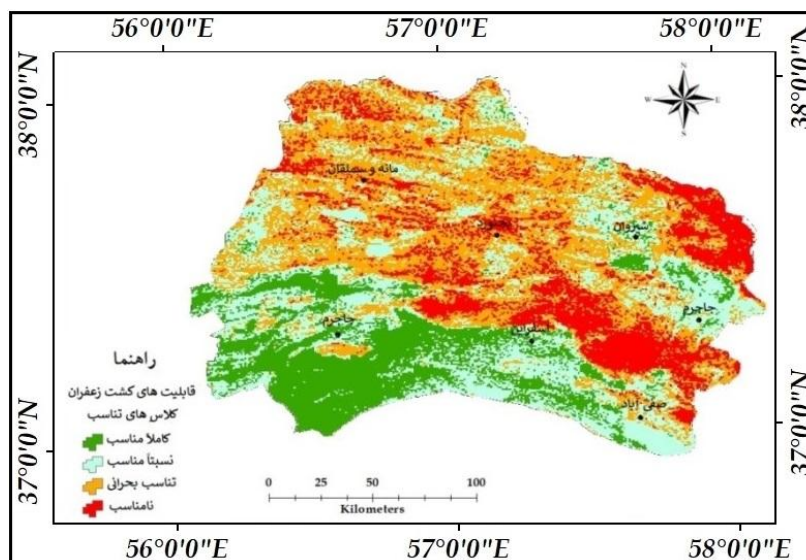 56°0'0"E 57°0'0"E 58°0'0"E
38°0'0"N 38°0'0"N
N
W E
S
مانه و سملقان
شیروان
جاجرم
جاجرم
اسفراین
صفی آباد
راهنما
قابلیت های کشت زعفران
کلاس های تناسب
کاملاً مناسب
نسبتاً مناسب
تناسب بحرانی
نامناسب
0 25 50 100
Kilometers
37°0'0"N 37°0'0"N
56°0'0"E 57°0'0"E 58°0'0"E